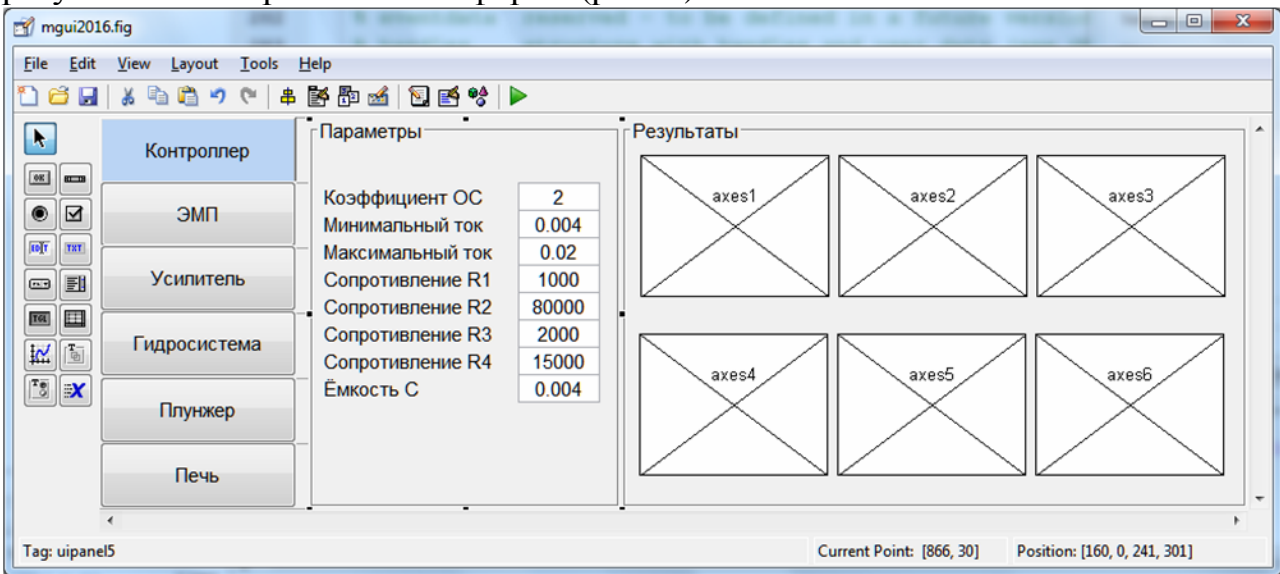 mgui2016.fig
File Edit View Layout Tools Help
Контроллер
ЭМП
Усилитель
Гидросистема
Плунжер
Печь
Параметры
Коэффициент ОС 2
Минимальный ток 0.004
Максимальный ток 0.02
Сопротивление R1 1000
Сопротивление R2 80000
Сопротивление R3 2000
Сопротивление R4 15000
Ёмкость С 0.004
Результаты
axes1 axes2 axes3
axes4 axes5 axes6
Tag: uipanel5 Current Point: [866, 30] Position: [160, 0, 241, 301]